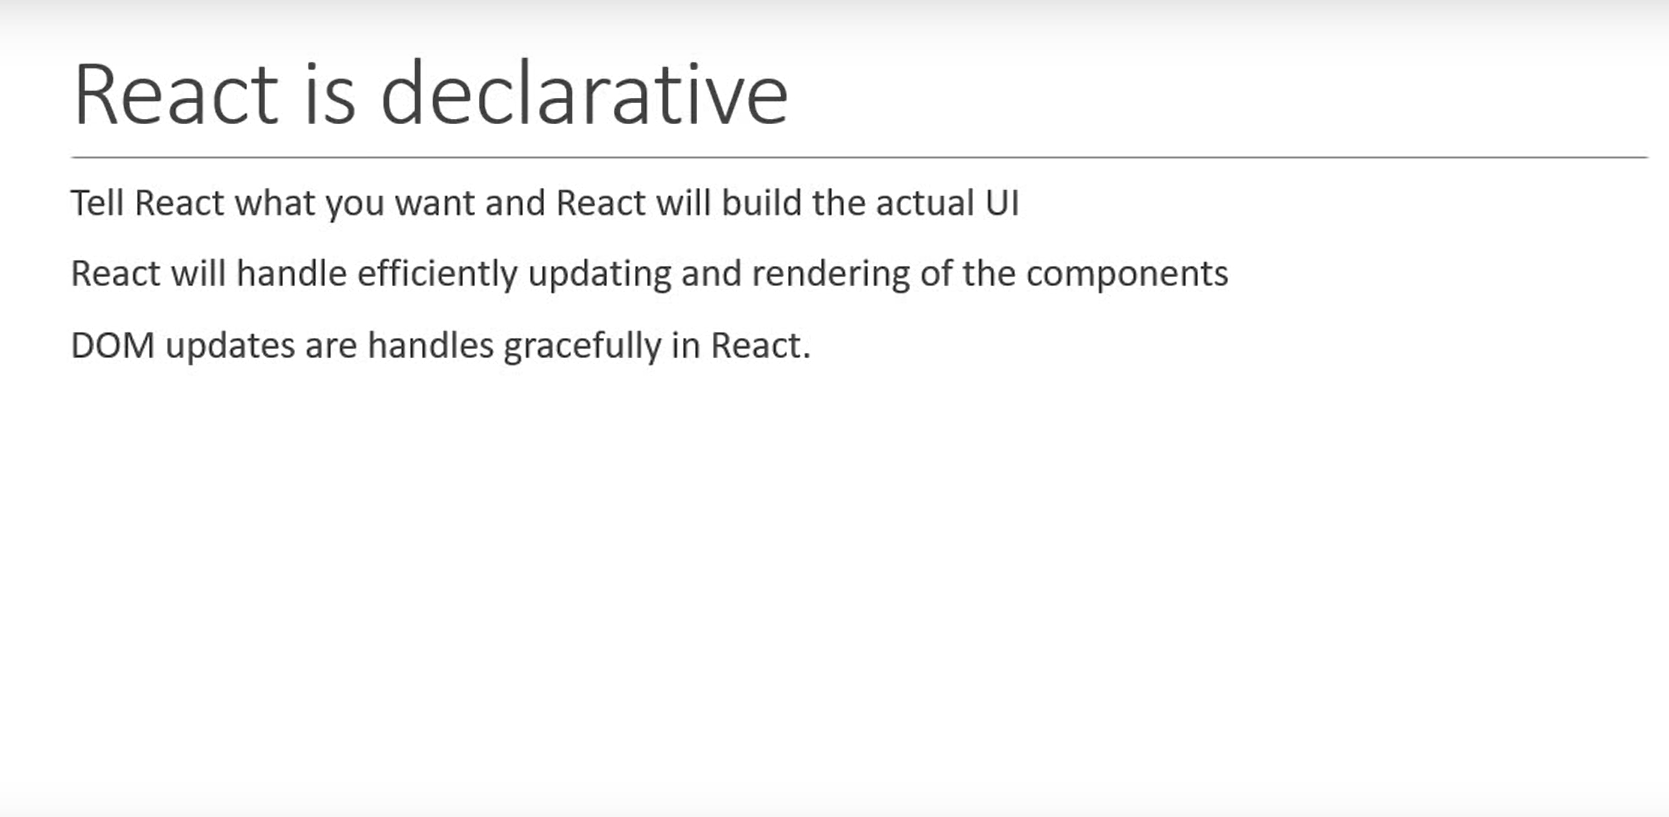 React is declarative
Tell React what you want and React will build the actual UI
React will handle efficiently updating and rendering of the components
DOM updates are handles gracefully in React.